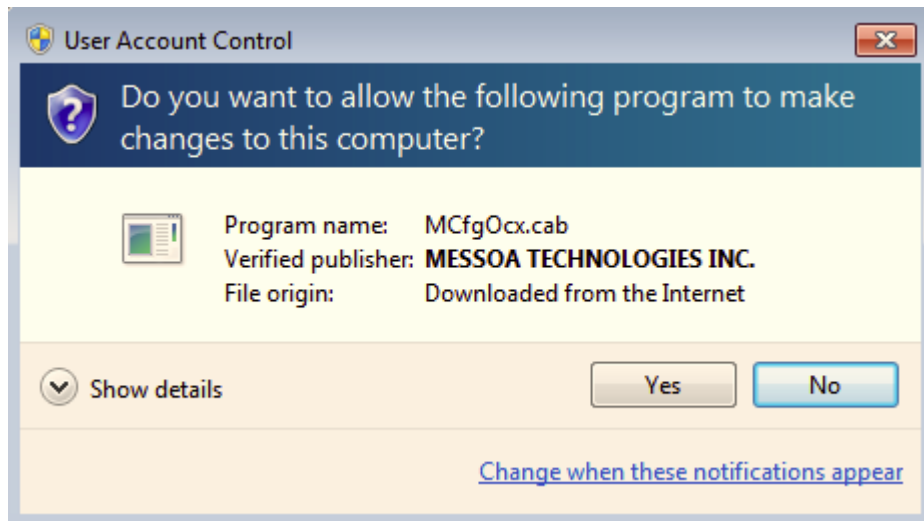 User Account Control
Do you want to allow the following program to make
changes to this computer?
Program name: MCfgOcx.cab
Verified publisher: MESSOA TECHNOLOGIES INC.
File origin: Downloaded from the Internet
Show details Yes No
Change when these notifications appear